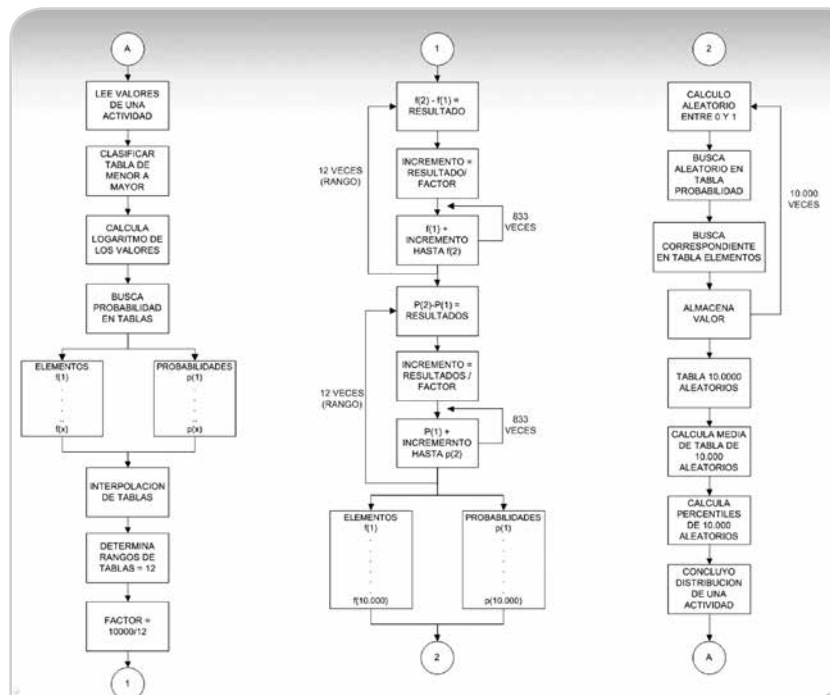 A
LEE VALORES
DE UNA
ACTIVIDAD
CLASIFICAR
TABLA DE
MENOR A
MAYOR
CALCULA
LOGARITMO DE
LOS VALORES
BUSCA
PROBABILIDAD
EN TABLAS
ELEMENTOS
f(1)
.
.
.
..
f(x)
PROBABILIDADES
p(1)
.
.
.
..
p(x)
INTERPOLACION
DE TABLAS
DETERMINA
RANGOS DE
TABLAS = 12
FACTOR =
10000/12
1
1
f(2) - f(1) =
RESULTADO
12 VECES
(RANGO)
INCREMENTO =
RESULTADO/
FACTOR
833
VECES
f(1) +
INCREMENTO
HASTA f(2)
P(2)-P(1) =
RESULTADOS
12 VECES
(RANGO)
INCREMENTO=
RESULTADOS /
FACTOR
833
VECES
P(1) +
INCREMERNTO
HASTA p(2)
ELEMENTOS
f(1)
.
.
.
.
.
f(10.000)
PROBABILIDADES
p(1)
.
.
.
.
.
p(10.000)
2
2
CALCULO
ALEATORIO
ENTRE 0 Y 1
BUSCA
ALEATORIO EN
TABLA
PROBABILIDAD
10.000
VECES
BUSCA
CORRESPONDIENTE
EN TABLA ELEMENTOS
ALMACENA
VALOR
TABLA 10.0000
ALEATORIOS
CALCULA MEDIA
DE TABLA DE
10.000
ALEATORIOS
CALCULA
PERCENTILES
DE 10.000
ALEATORIOS
CONCLUYO
DISTRIBUCION
DE UNA
ACTIVIDAD
A